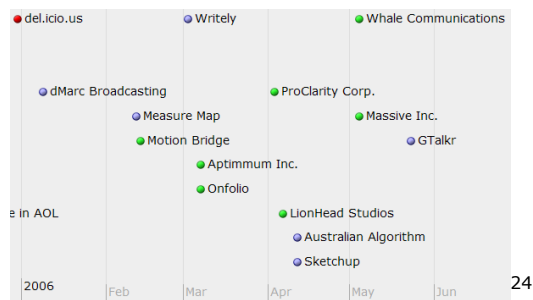 del.icio.us Writely Whale Communications
dMarc Broadcasting ProClarity Corp.
Measure Map Massive Inc.
Motion Bridge GTalkr
Aptimmum Inc.
Onfolio
e in AOL LionHead Studios
Australian Algorithm
Sketchup
2006 Feb Mar Apr May Jun 24